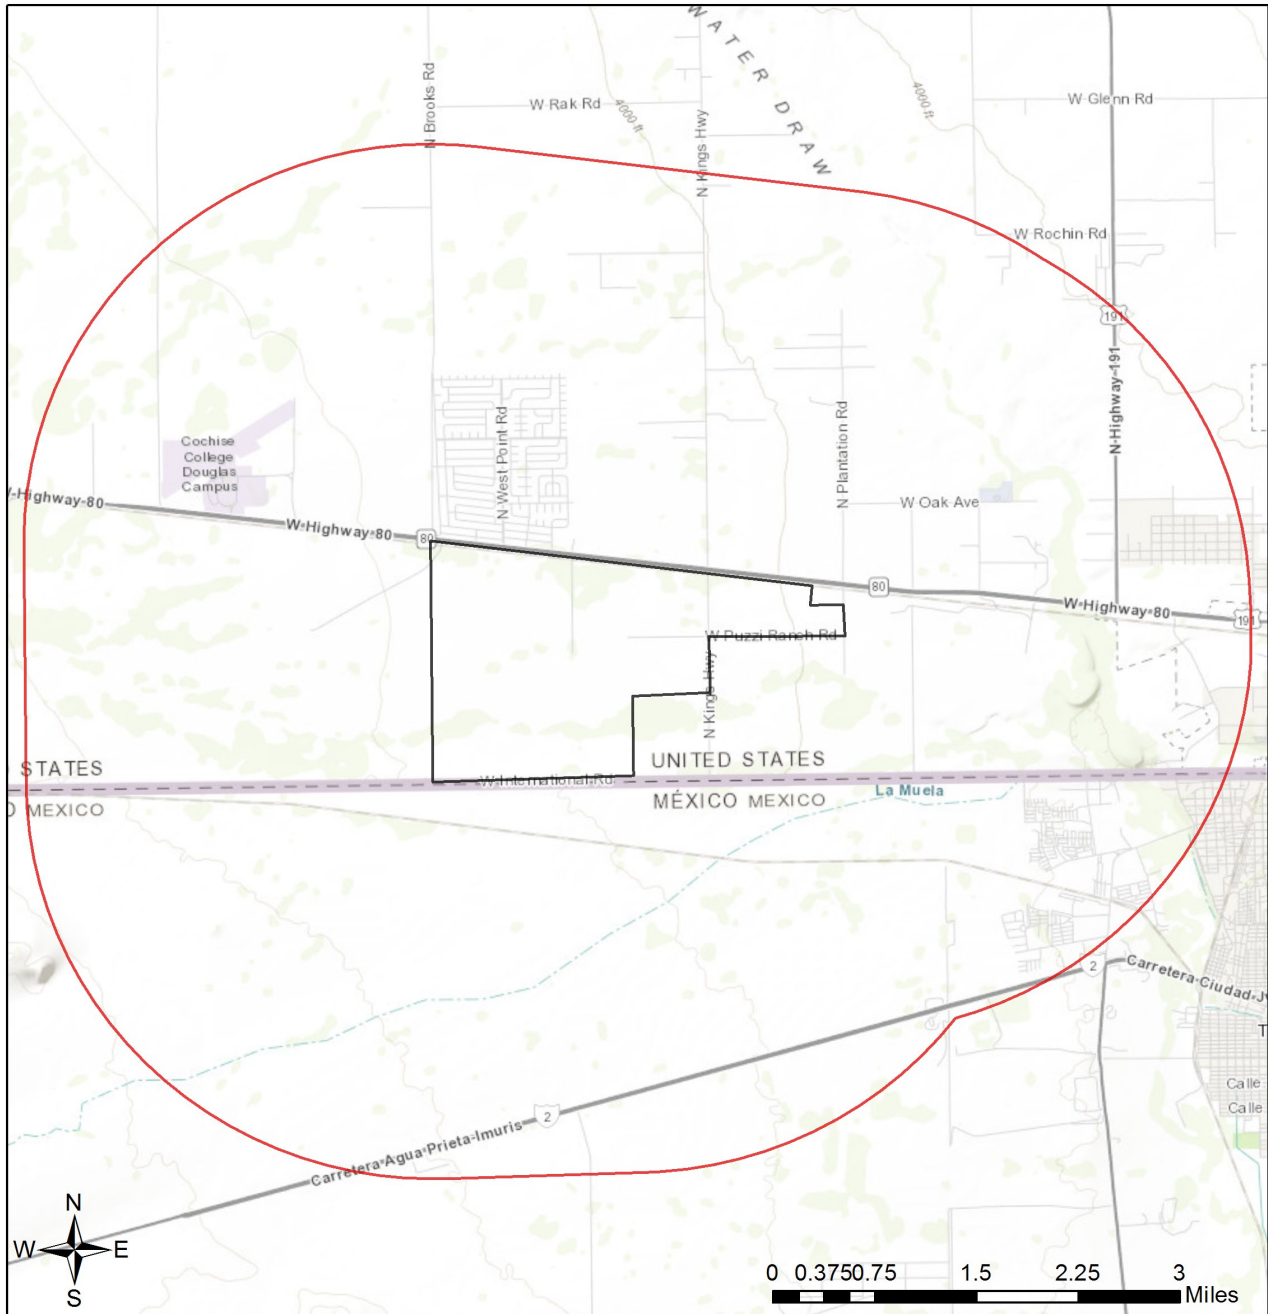 WATER DRAW
N Brooks Rd
W Rak Rd
4000 ft
N Kings Hwy
4000 ft
W Glenn Rd
W Rochin Rd
191
N Highway 191
Cochise
College
Douglas
Campus
N West Point Rd
N Plantation Rd
W Oak Ave
W Highway 80
W Highway 80
80
80
W Highway 80
191
W Puzzi Ranch Rd
N Kings Hwy
STATES
UNITED STATES
W International Rd
MEXICO
MÉXICO MEXICO
La Muela
2
Carretera Ciudad J
T
Calle
Calle
2
Carretera Agua Prieta-Imuris
N
W E
S
0 0.375 0.75 1.5 2.25 3
Miles